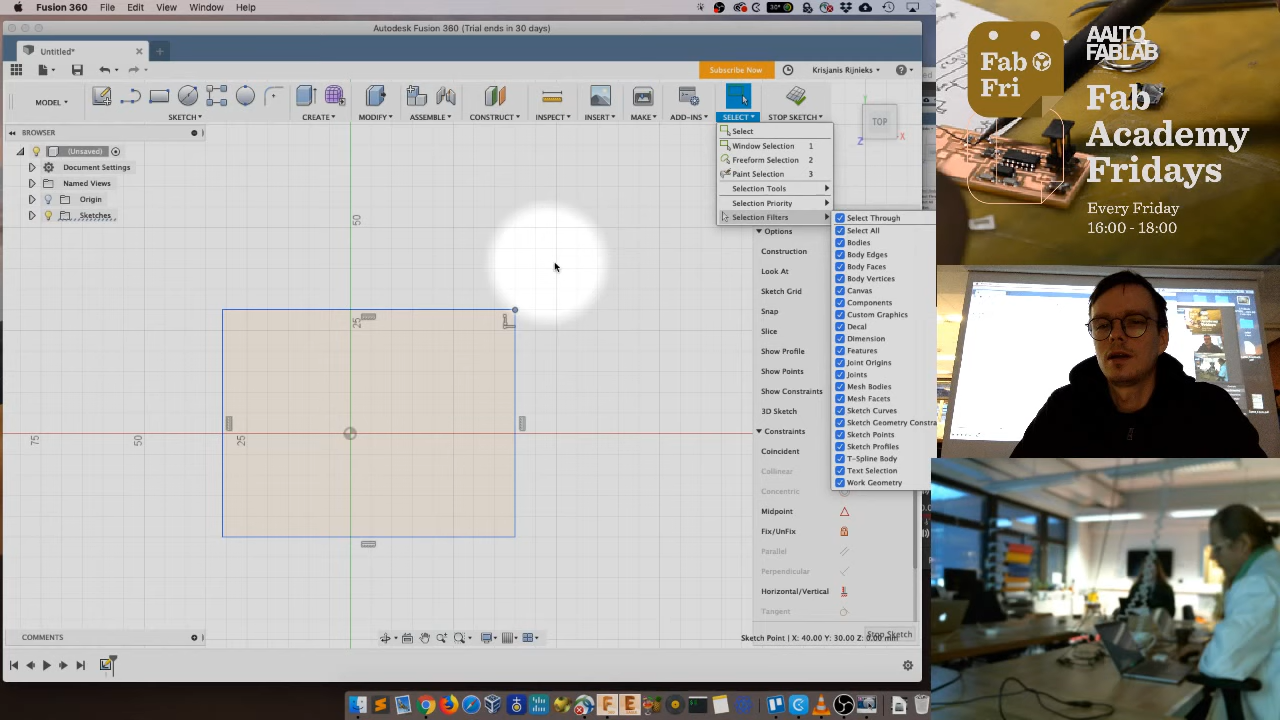 Fusion 360 File Edit View Window Help
30°
Autodesk Fusion 360 (Trial ends in 30 days)
Untitled*
Subscribe Now
Krisjanis Rijnieks
MODEL
SKETCH
CREATE
MODIFY
ASSEMBLE
CONSTRUCT
INSPECT
INSERT
MAKE
ADD-INS
SELECT
STOP SKETCH
TOP
Y
X
Z
BROWSER
(Unsaved)
Document Settings
Named Views
Origin
Sketches
Select
Window Selection 1
Freeform Selection 2
Paint Selection 3
Selection Tools
Selection Priority
Selection Filters
Select Through
Select All
Bodies
Body Edges
Body Faces
Body Vertices
Canvas
Components
Custom Graphics
Decal
Dimension
Features
Joint Origins
Joints
Mesh Bodies
Mesh Facets
Sketch Curves
Sketch Geometry Constra
Sketch Points
Sketch Profiles
T-Spline Body
Text Selection
Work Geometry
Options
Construction
Look At
Sketch Grid
Snap
Slice
Show Profile
Show Points
Show Constraints
3D Sketch
Constraints
Coincident
Collinear
Concentric
Midpoint
Fix/UnFix
Parallel
Perpendicular
Horizontal/Vertical
Tangent
Stop Sketch
50
25
75
50
25
COMMENTS
Sketch Point | X: 40.00 Y: 30.00 Z: 0.00 mm
Fab
Fri
AALTO
FABLAB
Fab
Academy
Fridays
Every Friday
16:00 - 18:00